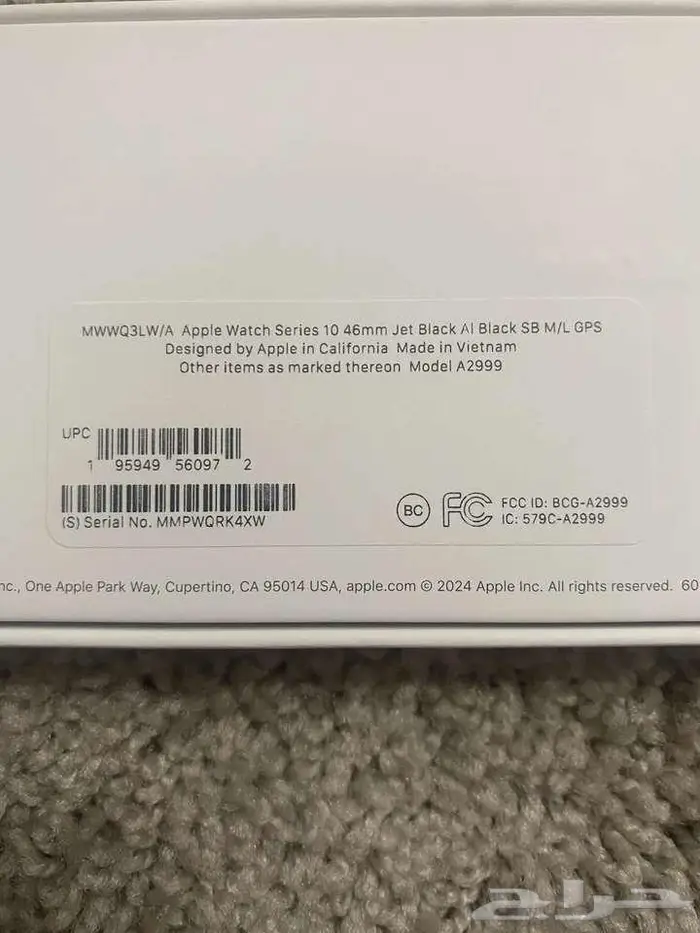 MWWQ3LW/A Apple Watch Series 10 46mm Jet Black Al Black SB M/L GPS
Designed by Apple in California Made in Vietnam
Other items as marked thereon Model A2999
UPC
1 95949 56097 2
(S) Serial No. MMPWQRK4XW
BC FC FCC ID: BCG-A2999
IC: 579C-A2999
nc., One Apple Park Way, Cupertino, CA 95014 USA, apple.com © 2024 Apple Inc. All rights reserved. 60
حراج